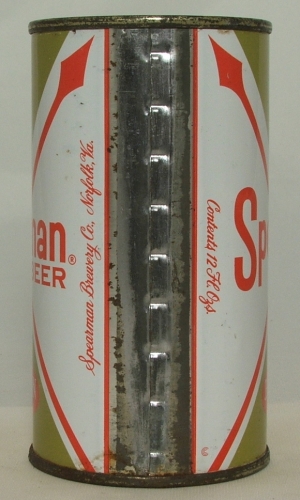 man®
BEER
Spearman Brewery Co., Norfolk, Va.
Contents 12 Fl. Ozs.
Sp